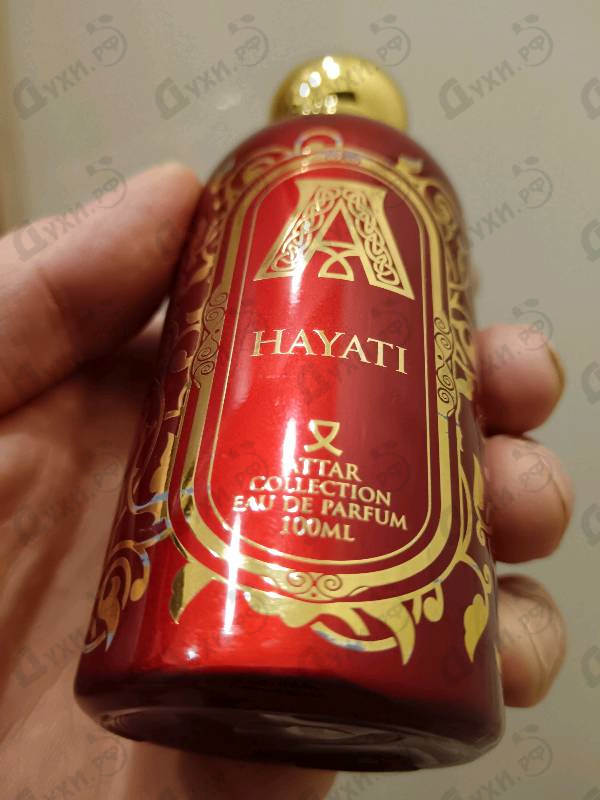 A
HAYATI
ATTAR
COLLECTION
EAU DE PARFUM
100ML
Духи.рф